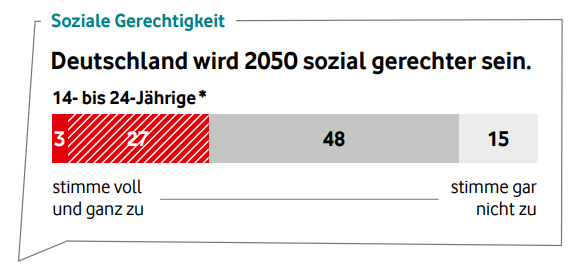 Soziale Gerechtigkeit
Deutschland wird 2050 sozial gerechter sein.
14- bis 24-Jährige*
3 27 48 15
stimme voll
und ganz zu
stimme gar
nicht zu